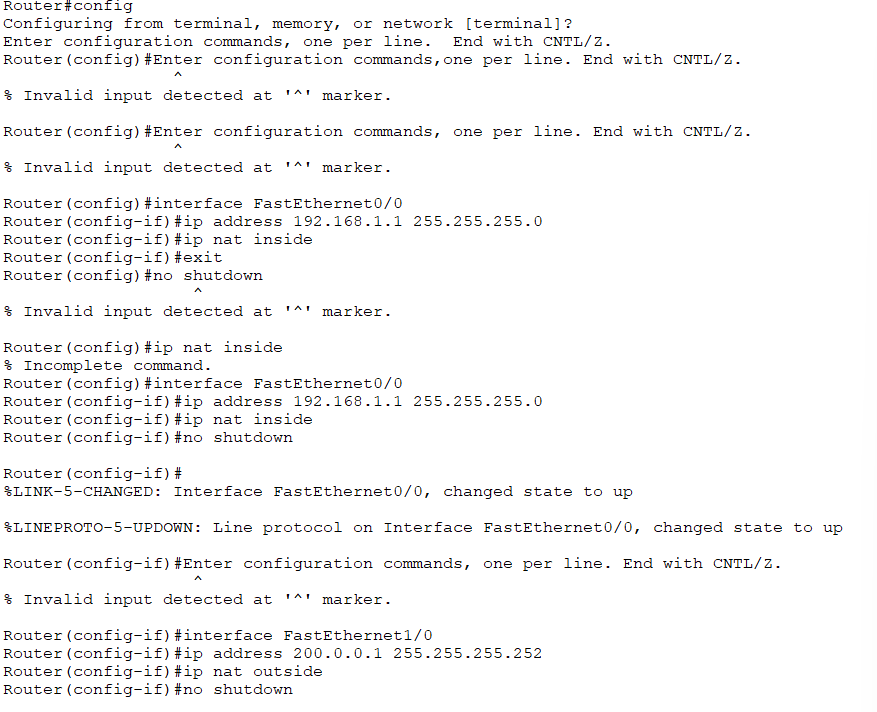 Router#config
Configuring from terminal, memory, or network [terminal]?
Enter configuration commands, one per line.  End with CNTL/Z.
Router(config)#Enter configuration commands,one per line. End with CNTL/Z.
^
% Invalid input detected at '^' marker.
Router(config)#Enter configuration commands, one per line. End with CNTL/Z.
^
% Invalid input detected at '^' marker.
Router(config)#interface FastEthernet0/0
Router(config-if)#ip address 192.168.1.1 255.255.255.0
Router(config-if)#ip nat inside
Router(config-if)#exit
Router(config)#no shutdown
^
% Invalid input detected at '^' marker.
Router(config)#ip nat inside
% Incomplete command.
Router(config)#interface FastEthernet0/0
Router(config-if)#ip address 192.168.1.1 255.255.255.0
Router(config-if)#ip nat inside
Router(config-if)#no shutdown
Router(config-if)#
%LINK-5-CHANGED: Interface FastEthernet0/0, changed state to up
%LINEPROTO-5-UPDOWN: Line protocol on Interface FastEthernet0/0, changed state to up
Router(config-if)#Enter configuration commands, one per line. End with CNTL/Z.
^
% Invalid input detected at '^' marker.
Router(config-if)#interface FastEthernet1/0
Router(config-if)#ip address 200.0.0.1 255.255.255.252
Router(config-if)#ip nat outside
Router(config-if)#no shutdown